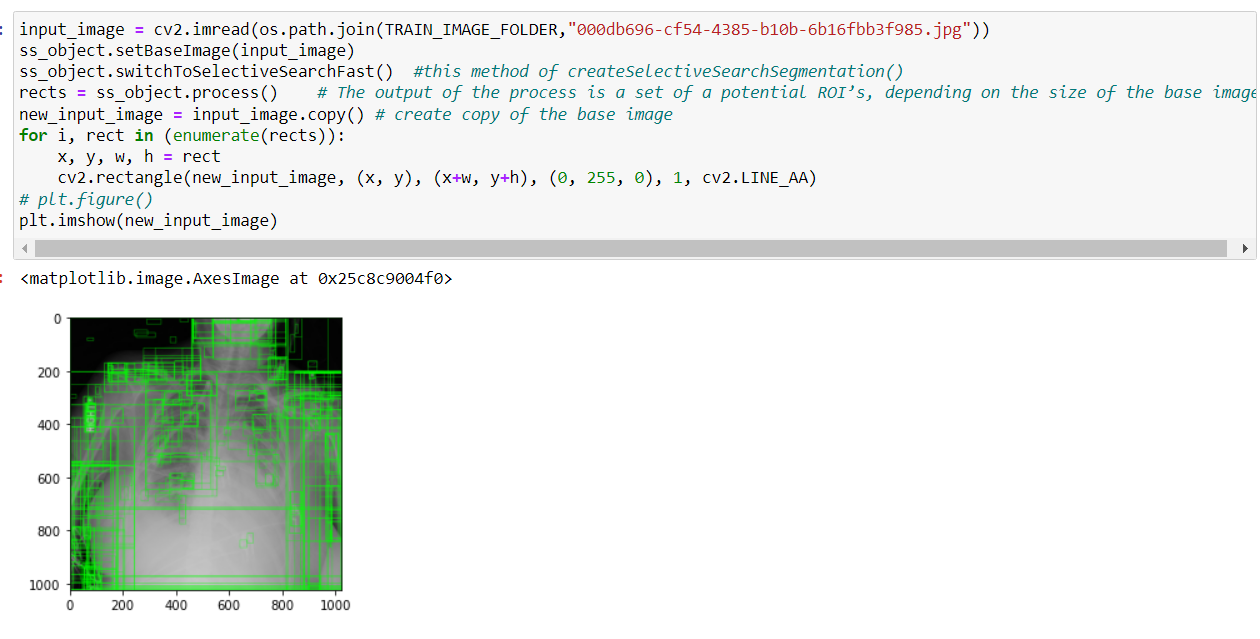 input_image = cv2.imread(os.path.join(TRAIN_IMAGE_FOLDER,"000db696-cf54-4385-b10b-6b16fbb3f985.jpg"))
ss_object.setBaseImage(input_image)
ss_object.switchToSelectiveSearchFast()  #this method of createSelectiveSearchSegmentation()
rects = ss_object.process()    # The output of the process is a set of a potential ROI’s, depending on the size of the base image
new_input_image = input_image.copy() # create copy of the base image
for i, rect in (enumerate(rects)):
    x, y, w, h = rect
    cv2.rectangle(new_input_image, (x, y), (x+w, y+h), (0, 255, 0), 1, cv2.LINE_AA)
# plt.figure()
plt.imshow(new_input_image)
<matplotlib.image.AxesImage at 0x25c8c9004f0>
0
200
400
600
800
1000
0 200 400 600 800 1000